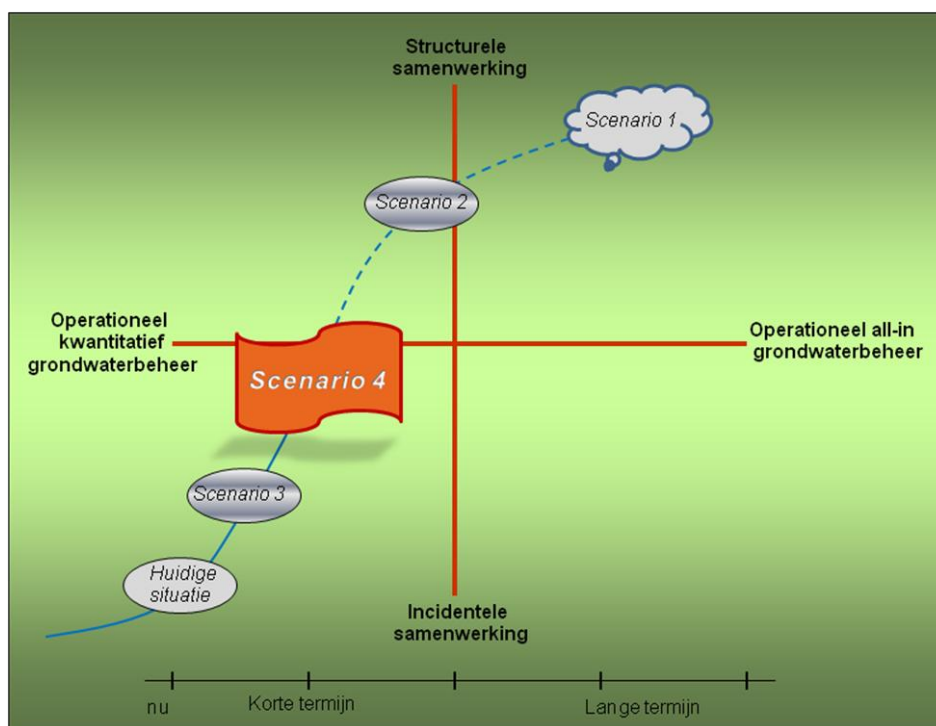 Structurele
samenwerking
Scenario 1
Scenario 2
Operationeel
kwantitatief
grondwaterbeheer
Operationeel all-in
grondwaterbeheer
Scenario 4
Scenario 3
Huidige
situatie
Incidentele
samenwerking
nu
Korte termijn
Lange termijn